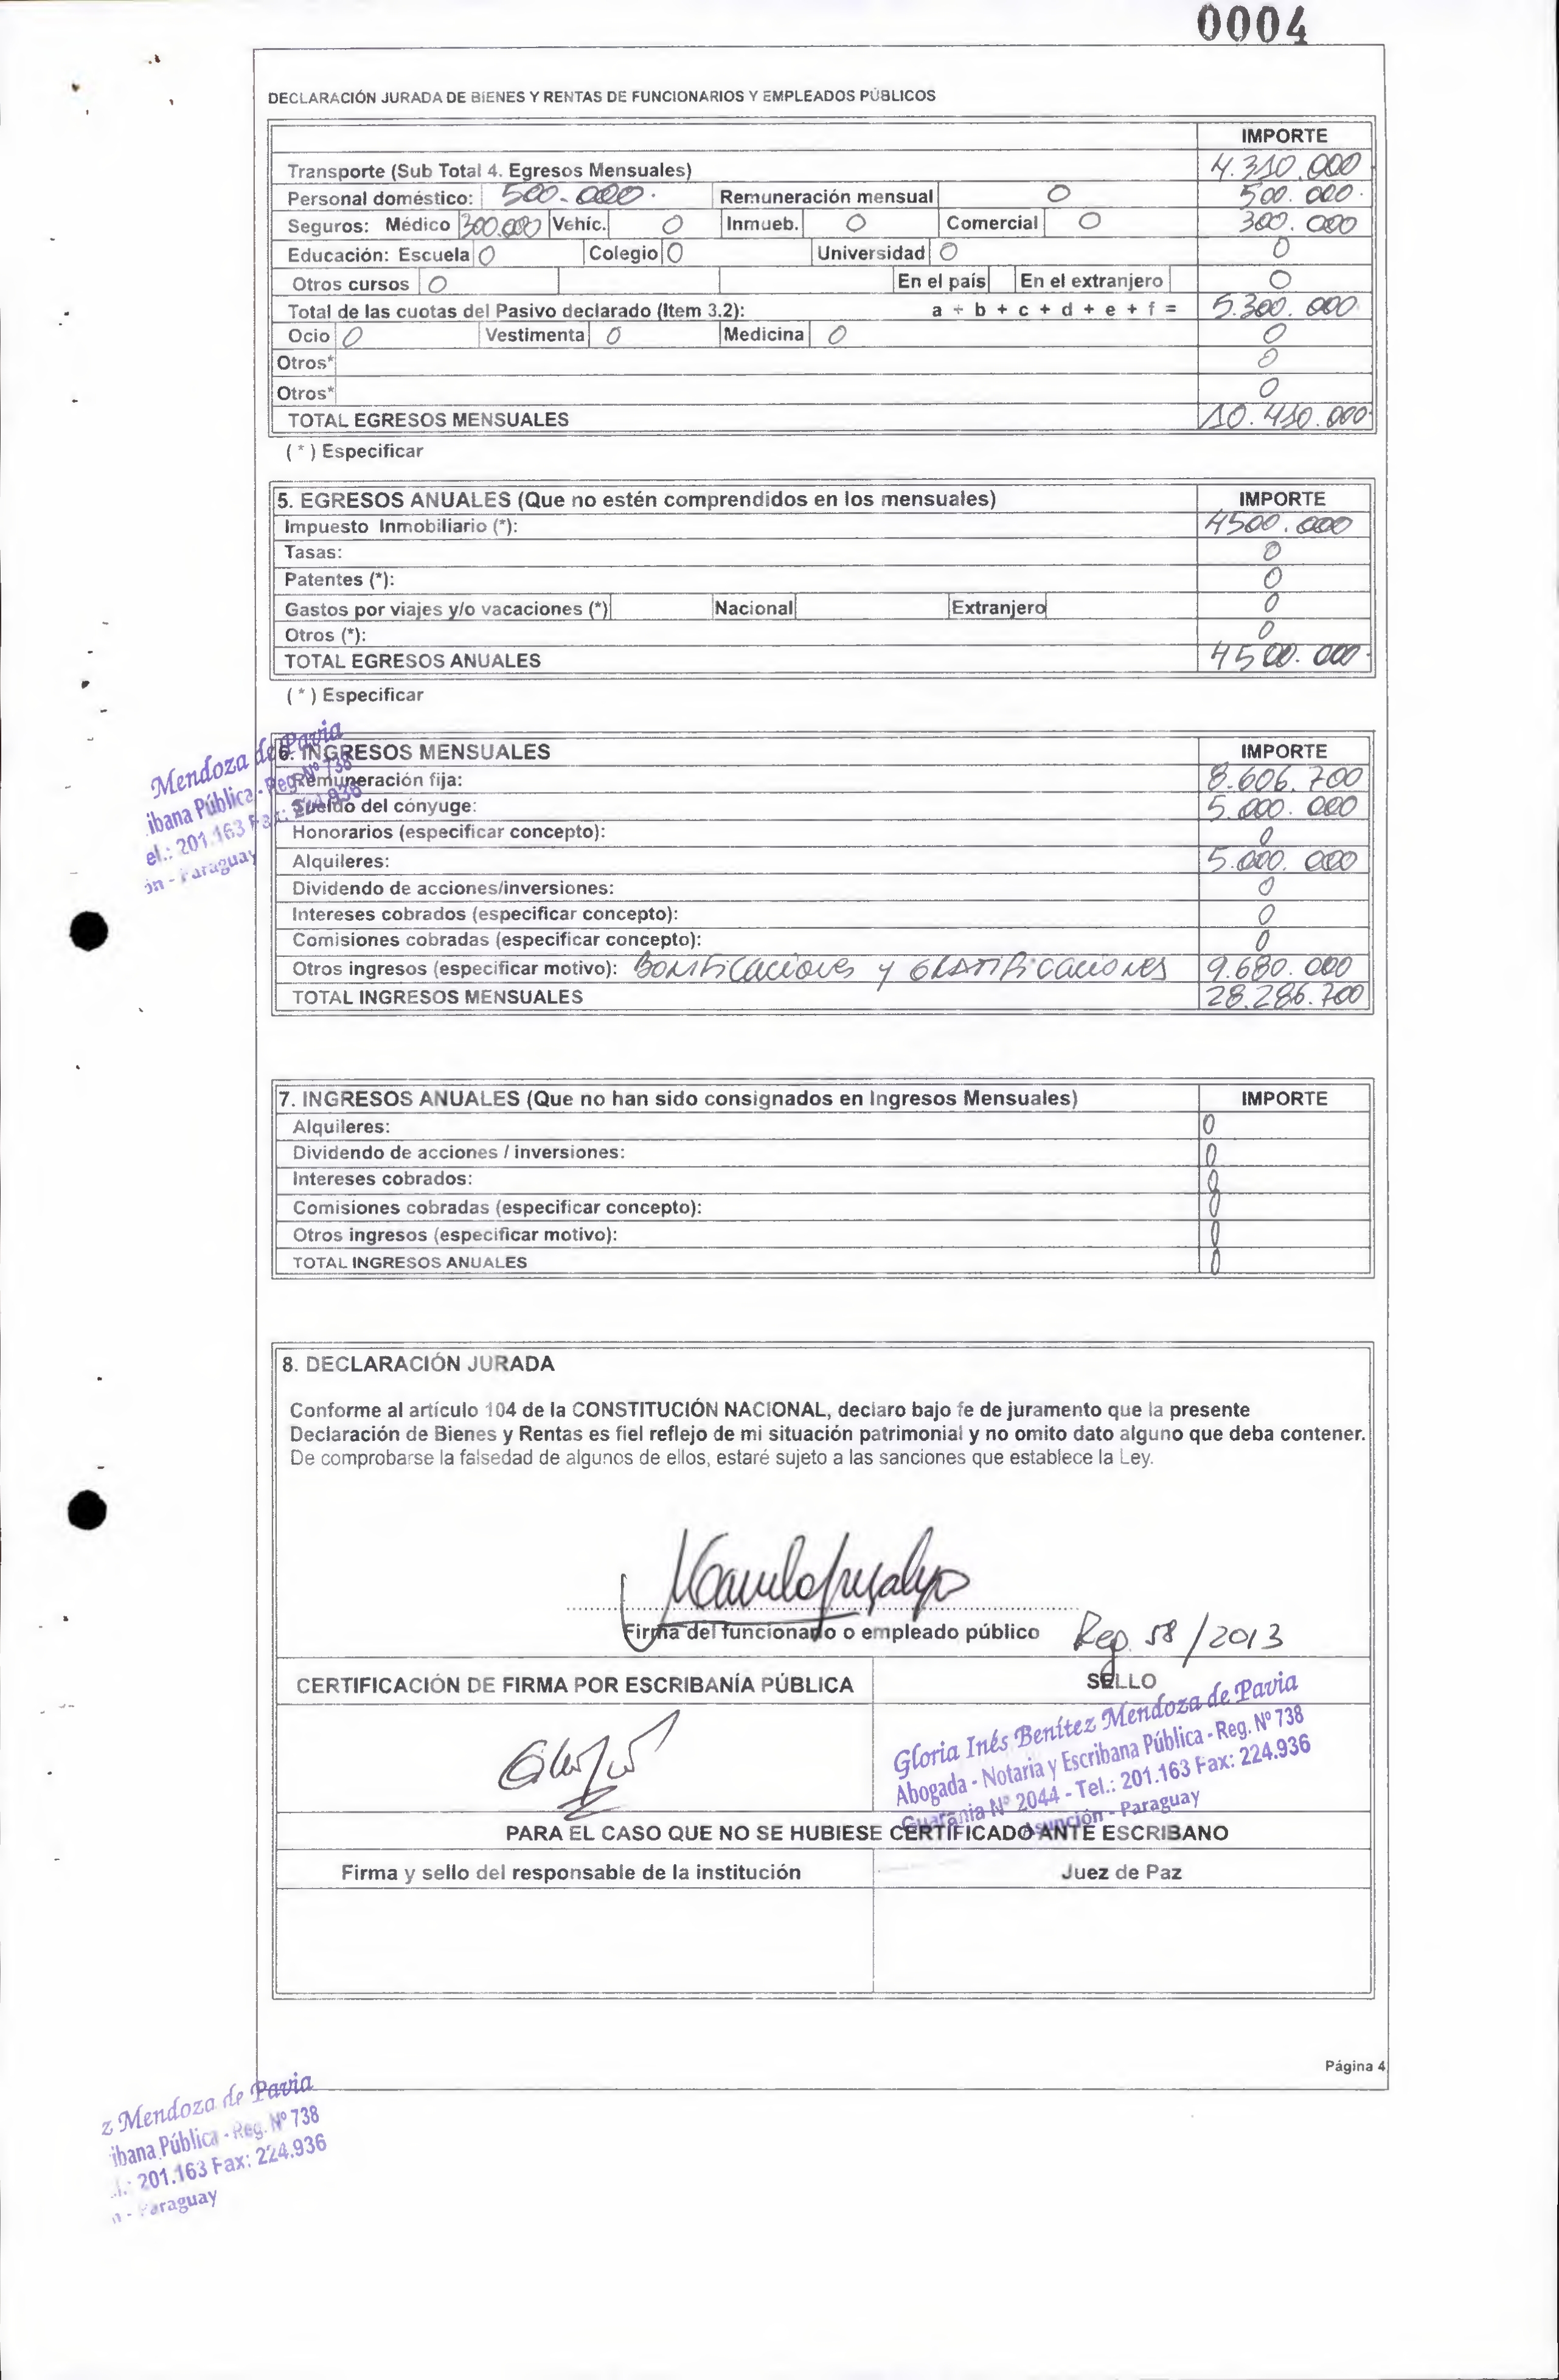 0004
DECLARACIÓN JURADA DE BIENES Y RENTAS DE FUNCIONARIOS Y EMPLEADOS PÚBLICOS
IMPORTE
Transporte (Sub Total 4. Egresos Mensuales) 4.310.000
Personal doméstico: 500.000. Remuneración mensual 0 500.000.
Seguros: Médico 300.000 Vehíc. 0 Inmueb. 0 Comercial 0 300.000
Educación: Escuela 0 Colegio 0 Universidad 0 0
Otros cursos 0 En el país En el extranjero 0
Total de las cuotas del Pasivo declarado (Item 3.2): a + b + c + d + e + f = 5.300.000.
Ocio 0 Vestimenta 0 Medicina 0 0
Otros* 0
Otros* 0
TOTAL EGRESOS MENSUALES 10.410.000.
( * ) Especificar
5. EGRESOS ANUALES (Que no estén comprendidos en los mensuales) IMPORTE
Impuesto Inmobiliario (*): 4500.000
Tasas: 0
Patentes (*): 0
Gastos por viajes y/o vacaciones (*) Nacional Extranjero 0
Otros (*): 0
TOTAL EGRESOS ANUALES 4500.000.
( * ) Especificar
Mendoza de Pavia
ibana Pública - Reg. Nº 738
el.: 201.163 Fax: 224.936
ón - Paraguay
6. INGRESOS MENSUALES IMPORTE
Remuneración fija: 8.606.700
Sueldo del cónyuge: 5.000.000
Honorarios (especificar concepto): 0
Alquileres: 5.000.000
Dividendo de acciones/inversiones: 0
Intereses cobrados (especificar concepto): 0
Comisiones cobradas (especificar concepto): 0
Otros ingresos (especificar motivo): Bonificaciones y Gratificaciones 9.680.000
TOTAL INGRESOS MENSUALES 28.286.700
7. INGRESOS ANUALES (Que no han sido consignados en Ingresos Mensuales) IMPORTE
Alquileres: 0
Dividendo de acciones / inversiones: 0
Intereses cobrados: 0
Comisiones cobradas (especificar concepto): 0
Otros ingresos (especificar motivo): 0
TOTAL INGRESOS ANUALES 0
8. DECLARACIÓN JURADA
Conforme al artículo 104 de la CONSTITUCIÓN NACIONAL, declaro bajo fe de juramento que la presente
Declaración de Bienes y Rentas es fiel reflejo de mi situación patrimonial y no omito dato alguno que deba contener.
De comprobarse la falsedad de algunos de ellos, estaré sujeto a las sanciones que establece la Ley.
Firma del funcionario o empleado público Reg. 58/2013
CERTIFICACIÓN DE FIRMA POR ESCRIBANÍA PÚBLICA SELLO
Gloria Inés Benítez Mendoza de Pavia
Abogada - Notaria y Escribana Pública - Reg. Nº 738
Guarania Nº 2044 - Tel.: 201.163 Fax: 224.936
Asunción - Paraguay
PARA EL CASO QUE NO SE HUBIESE CERTIFICADO ANTE ESCRIBANO
Firma y sello del responsable de la institución Juez de Paz
Página 4
z Mendoza de Pavia
ibana Pública - Reg. Nº 738
.: 201.163 Fax: 224.936
n - Paraguay